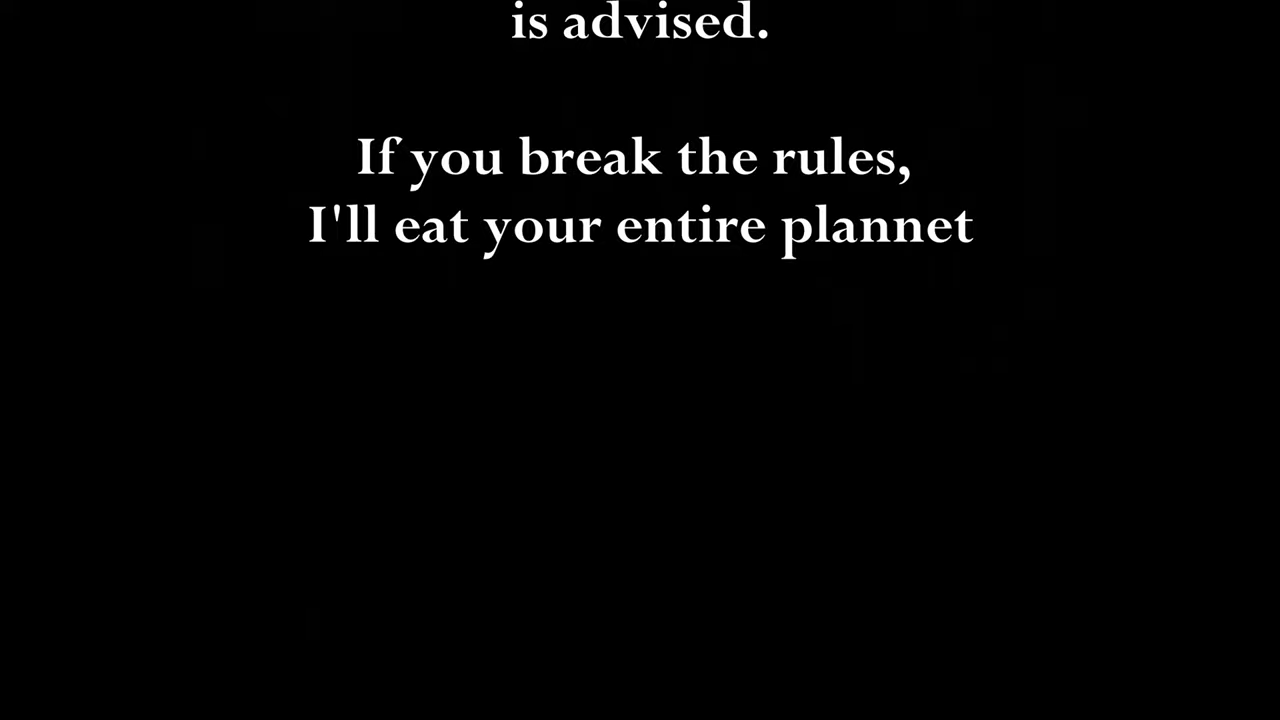 is advised.
If you break the rules,
I'll eat your entire plannet